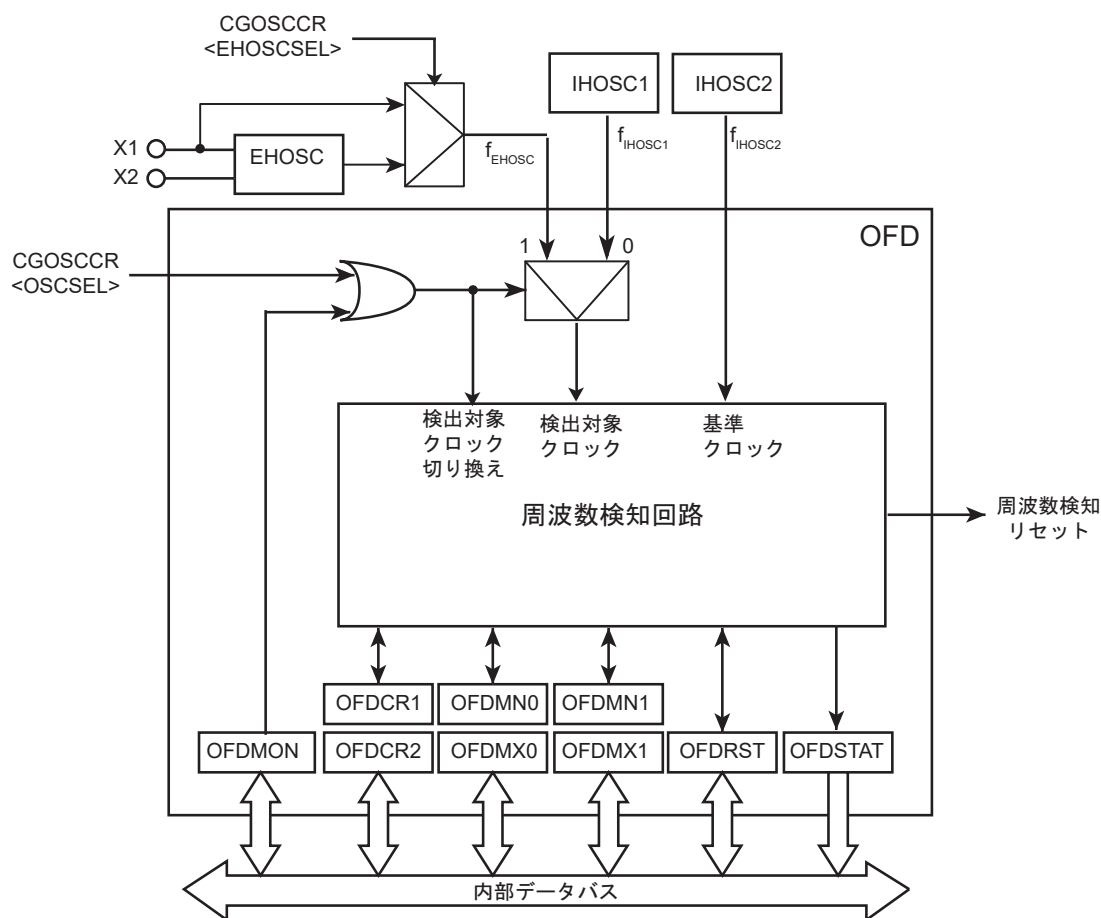 CGOSCCR
<EHOSCSEL>
IHOSC1
IHOSC2
X1
X2
EHOSC
fEHOSC
fIHOSC1
fIHOSC2
OFD
CGOSCCR
<OSCSEL>
1
0
検出対象
クロック
切り換え
検出対象
クロック
基準
クロック
周波数検知回路
周波数検知
リセット
OFDCR1
OFDMN0
OFDMN1
OFDMON
OFDCR2
OFDMX0
OFDMX1
OFDRST
OFDSTAT
内部データバス